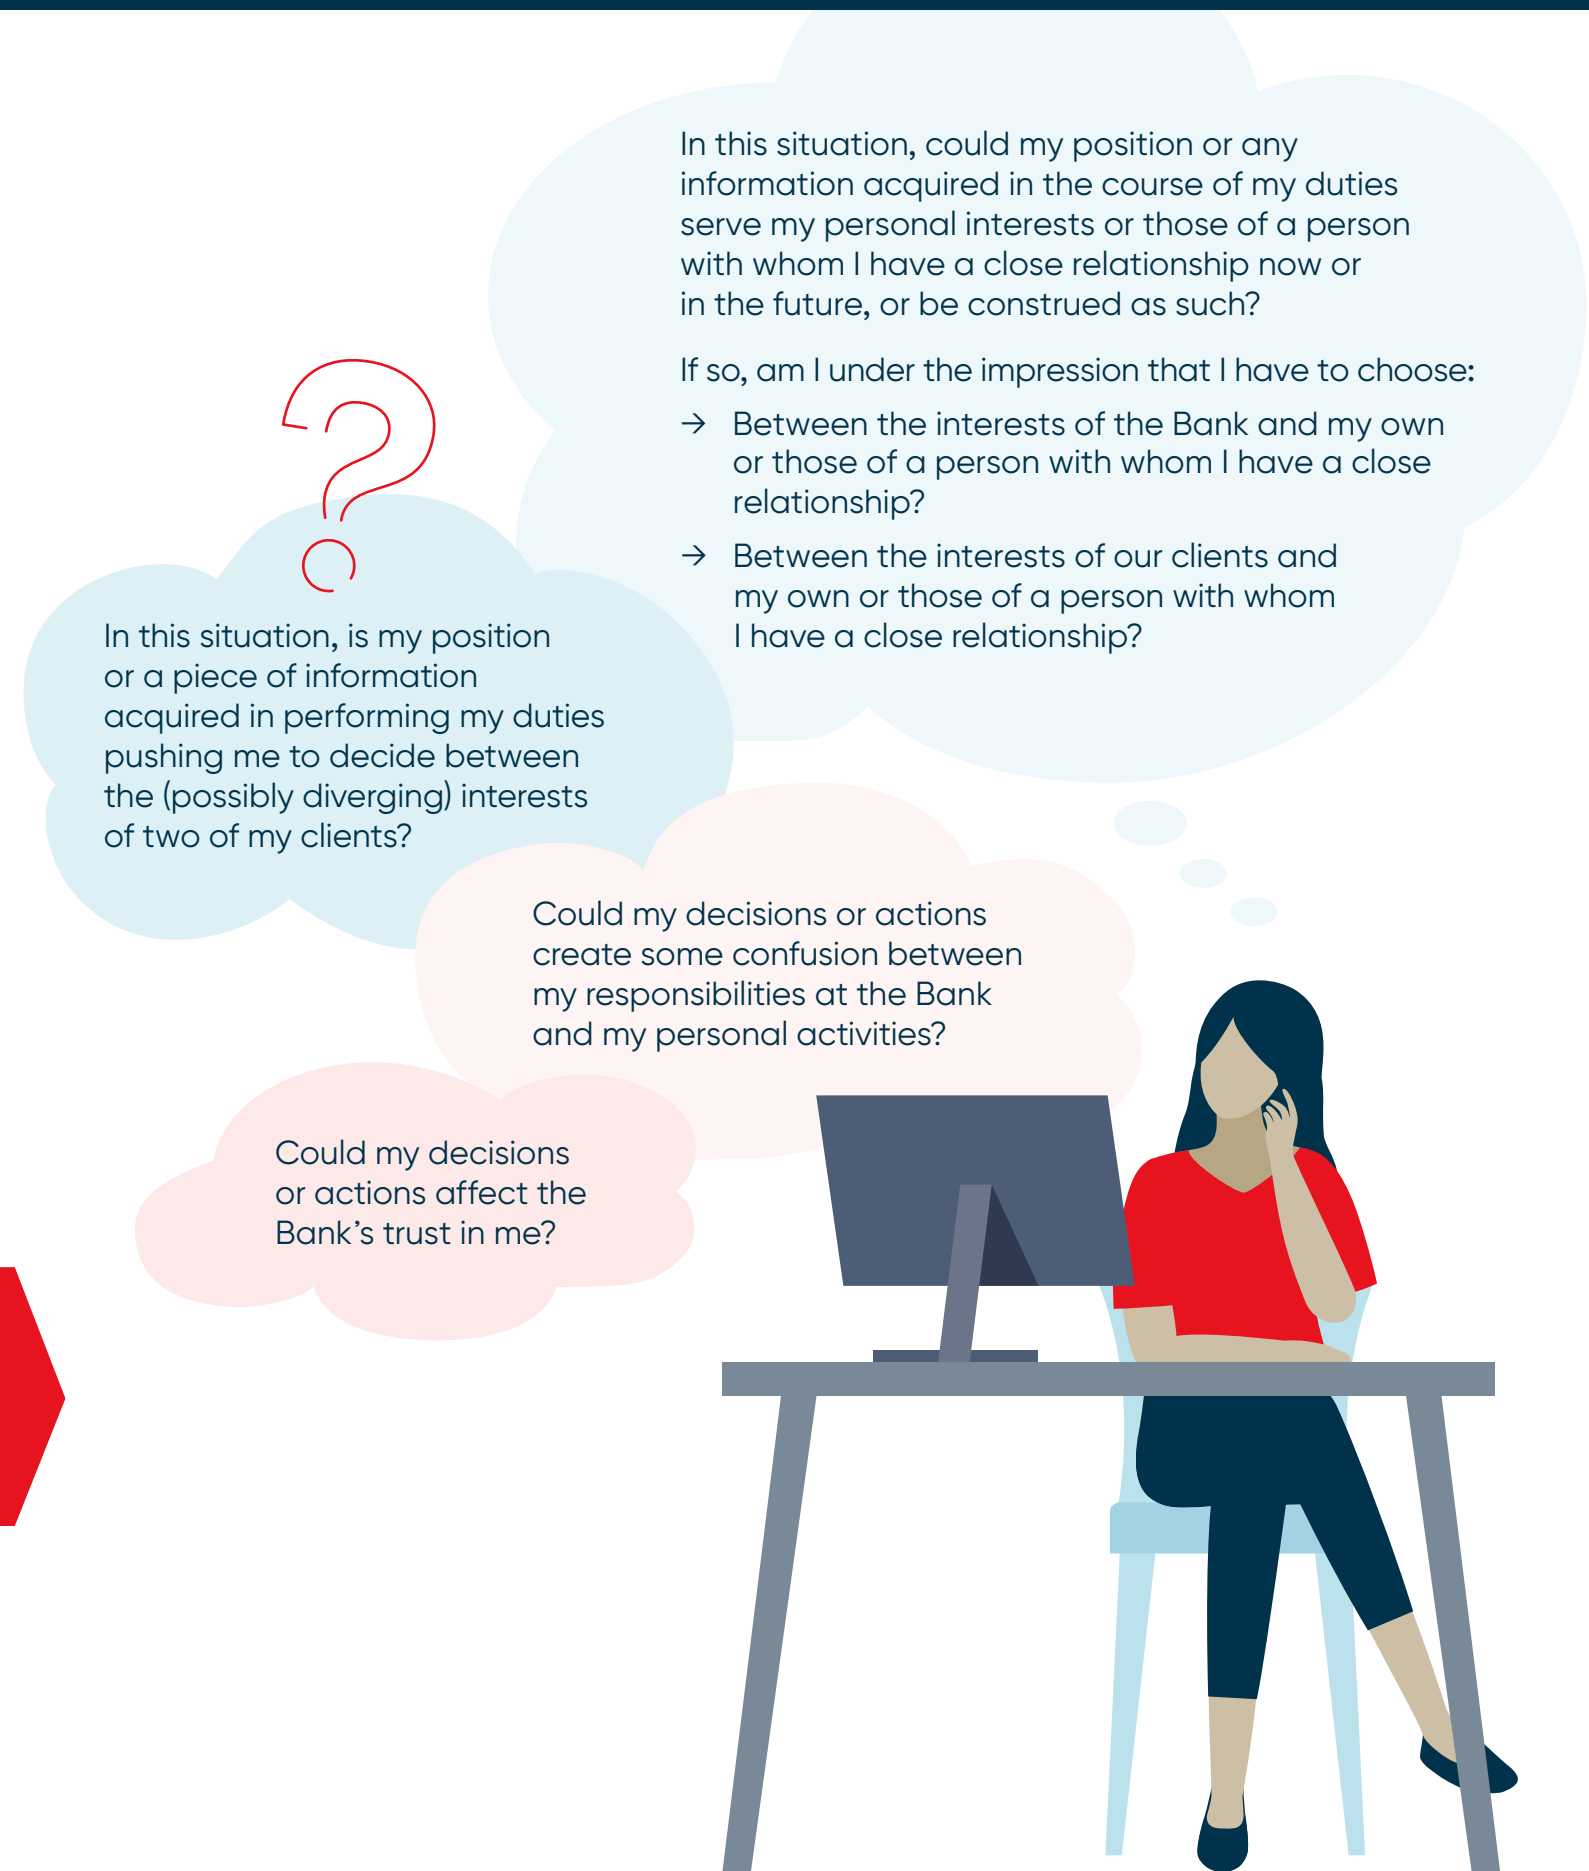 In this situation, could my position or any
information acquired in the course of my duties
serve my personal interests or those of a person
with whom I have a close relationship now or
in the future, or be construed as such?
If so, am I under the impression that I have to choose:
→ Between the interests of the Bank and my own
or those of a person with whom I have a close
relationship?
→ Between the interests of our clients and
my own or those of a person with whom
I have a close relationship?
?
In this situation, is my position
or a piece of information
acquired in performing my duties
pushing me to decide between
the (possibly diverging) interests
of two of my clients?
Could my decisions or actions
create some confusion between
my responsibilities at the Bank
and my personal activities?
Could my decisions
or actions affect the
Bank's trust in me?